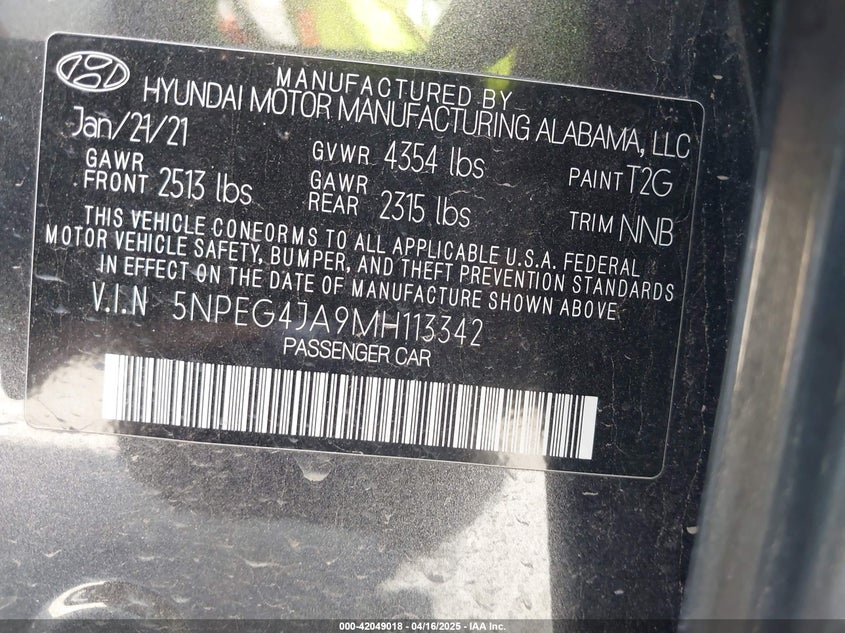 MANUFACTURED BY
HYUNDAI MOTOR MANUFACTURING ALABAMA, LLC
Jan/21/21
GVWR 4354 lbs
PAINT T2G
GAWR FRONT 2513 lbs
GAWR REAR 2315 lbs
TRIM NNB
THIS VEHICLE CONFORMS TO ALL APPLICABLE U.S.A. FEDERAL
MOTOR VEHICLE SAFETY, BUMPER, AND THEFT PREVENTION STANDARDS
IN EFFECT ON THE DATE OF MANUFACTURE SHOWN ABOVE
V.I.N 5NPEG4JA9MH113342
PASSENGER CAR
000-42049018 - 04/16/2025 - IAA Inc.